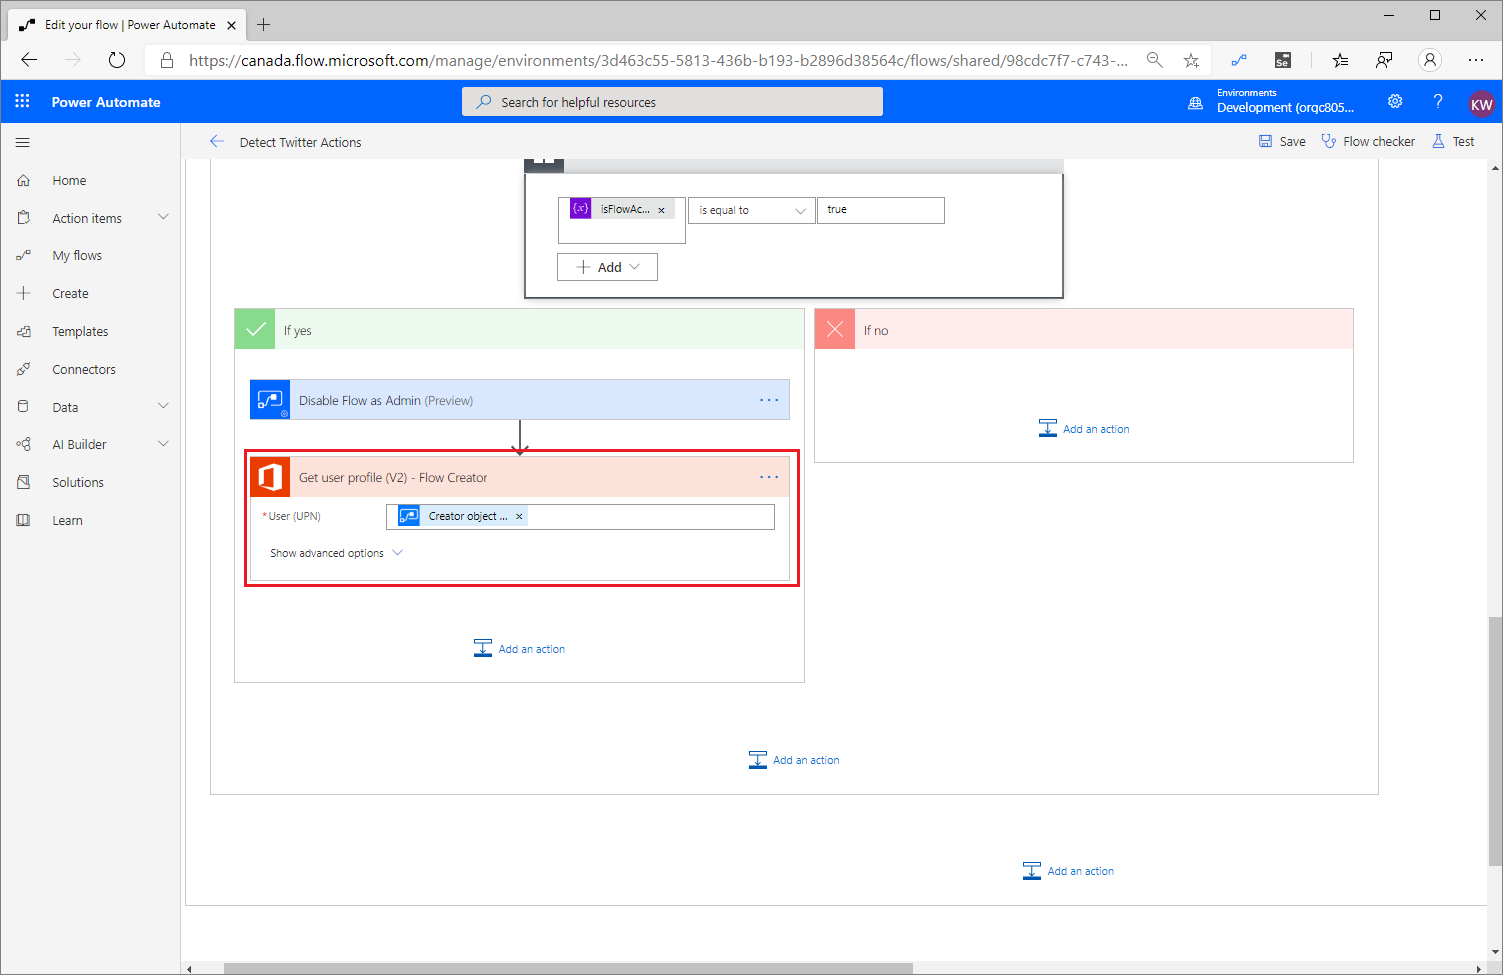 Edit your flow | Power Automate
https://canada.flow.microsoft.com/manage/environments/3d463c55-5813-436b-b193-b2896d38564c/flows/shared/98cdc7f7-c743-...
Se
Power Automate
Search for helpful resources
Environments
Development (orgc805...
?
KW
Detect Twitter Actions
Save
Flow checker
Test
Home
Action items
My flows
Create
Templates
Connectors
Data
AI Builder
Solutions
Learn
{x} isFlowAc... x
is equal to
true
+ Add
If yes
If no
Disable Flow as Admin (Preview)
...
Add an action
Get user profile (V2) - Flow Creator
...
* User (UPN)
Creator object ... x
Show advanced options
Add an action
Add an action
Add an action